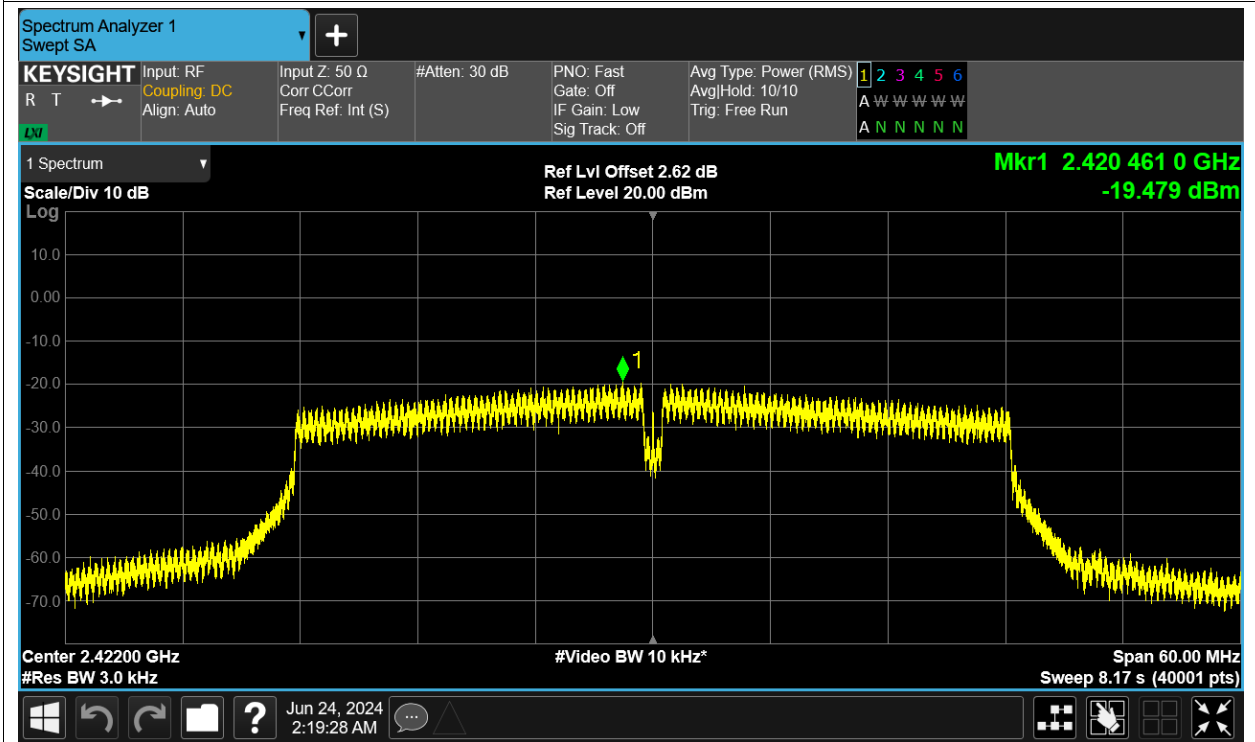 Spectrum Analyzer 1
Swept SA
+
KEYSIGHT
R T
LXI
Input: RF
Coupling: DC
Align: Auto
Input Z: 50 Ω
Corr CCorr
Freq Ref: Int (S)
#Atten: 30 dB
PNO: Fast
Gate: Off
IF Gain: Low
Sig Track: Off
Avg Type: Power (RMS)
Avg|Hold: 10/10
Trig: Free Run
1 2 3 4 5 6
A W W W W W
A N N N N N
1 Spectrum
Scale/Div 10 dB
Log
Ref Lvl Offset 2.62 dB
Ref Level 20.00 dBm
Mkr1 2.420 461 0 GHz
-19.479 dBm
10.0
0.00
-10.0
-20.0
-30.0
-40.0
-50.0
-60.0
-70.0
1
Center 2.42200 GHz
#Res BW 3.0 kHz
#Video BW 10 kHz*
Span 60.00 MHz
Sweep 8.17 s (40001 pts)
?
Jun 24, 2024
2:19:28 AM